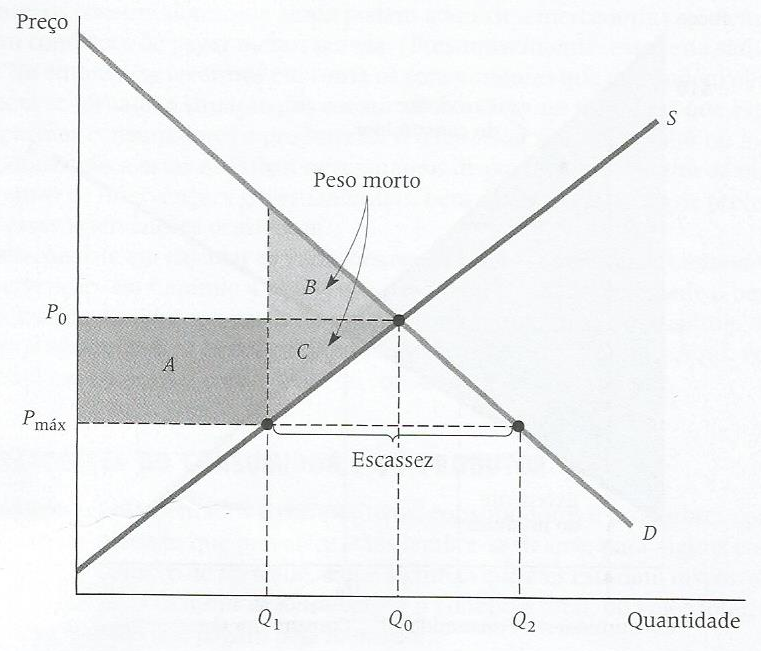 Preço
S
Peso morto
B
P₀
C
A
Pmáx
Escassez
D
Q₁
Q₀
Q₂
Quantidade